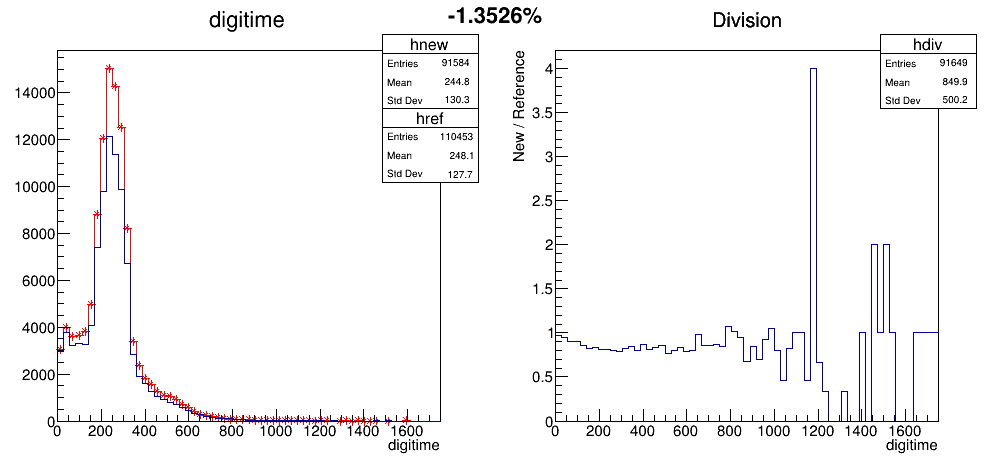 -1.3526%
digitime
hnew
Entries 91584
Mean 244.8
Std Dev 130.3
href
Entries 110453
Mean 248.1
Std Dev 127.7
14000
12000
10000
8000
6000
4000
2000
0
0 200 400 600 800 1000 1200 1400 1600
digitime
Division
hdiv
Entries 91649
Mean 849.9
Std Dev 500.2
New / Reference
4
3.5
3
2.5
2
1.5
1
0.5
0
0 200 400 600 800 1000 1200 1400 1600
digitime